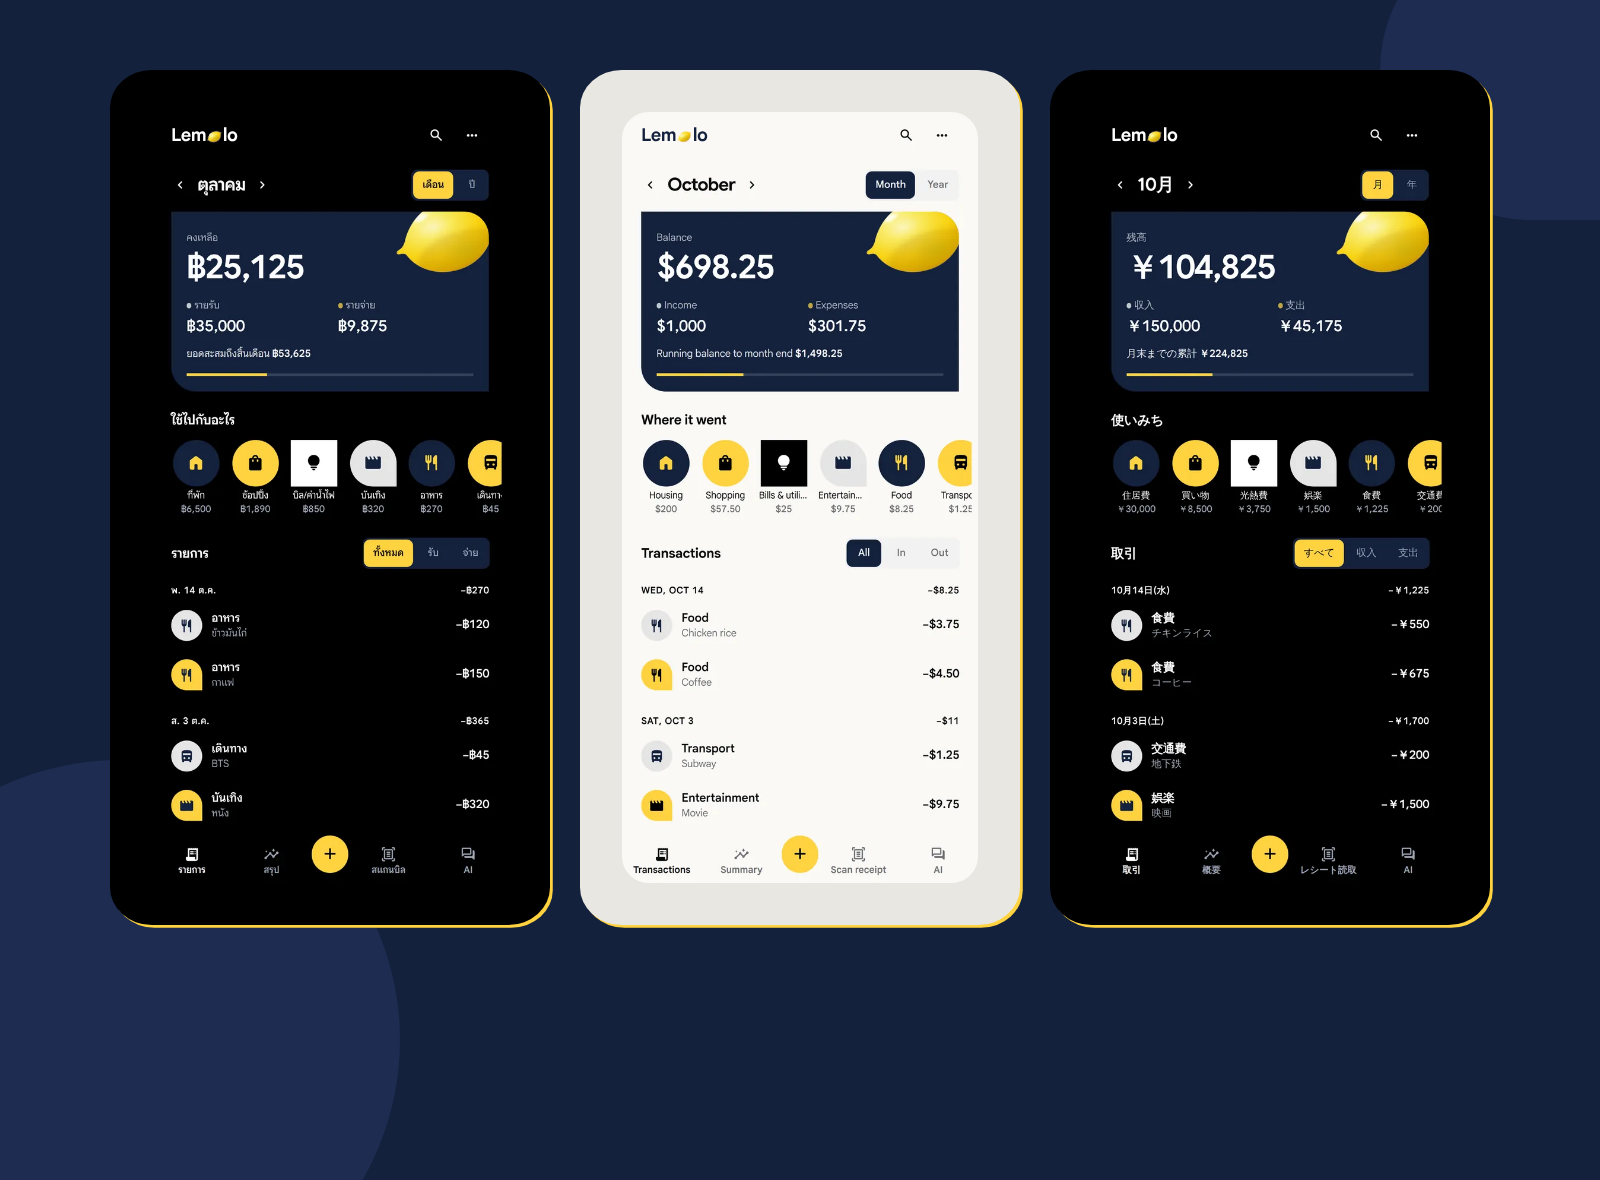 Lemolo
ตุลาคม
เดือน ปี
คงเหลือ
฿25,125
รายรับ รายจ่าย
฿35,000 ฿9,875
ยอดสะสมถึงสิ้นเดือน ฿53,625
ใช้ไปกับอะไร
ที่พัก ช้อปปิ้ง บิล/ค่าน้ำไฟ บันเทิง อาหาร เดินทา
฿6,500 ฿1,890 ฿850 ฿320 ฿270 ฿45
รายการ
ทั้งหมด รับ จ่าย
พ. 14 ต.ค. -฿270
อาหาร
ข้าวมันไก่
-฿120
อาหาร
กาแฟ
-฿150
ส. 3 ต.ค. -฿365
เดินทาง
BTS
-฿45
บันเทิง
หนัง
-฿320
รายการ สรุป + สแกนบิล AI
Lemolo
October
Month Year
Balance
$698.25
Income Expenses
$1,000 $301.75
Running balance to month end $1,498.25
Where it went
Housing Shopping Bills & utili... Entertain... Food Transpo
$200 $57.50 $25 $9.75 $8.25 $1.25
Transactions
All In Out
WED, OCT 14 -$8.25
Food
Chicken rice
-$3.75
Food
Coffee
-$4.50
SAT, OCT 3 -$11
Transport
Subway
-$1.25
Entertainment
Movie
-$9.75
Transactions Summary + Scan receipt AI
Lemolo
10月
月 年
残高
￥104,825
収入 支出
￥150,000 ￥45,175
月末までの累計 ￥224,825
使いみち
住居費 買い物 光熱費 娯楽 食費 交通費
￥30,000 ￥8,500 ￥3,750 ￥1,500 ￥1,225 ￥200
取引
すべて 収入 支出
10月14日(水) -￥1,225
食費
チキンライス
-￥550
食費
コーヒー
-￥675
10月3日(土) -￥1,700
交通費
地下鉄
-￥200
娯楽
映画
-￥1,500
取引 概要 + レシート読取 AI